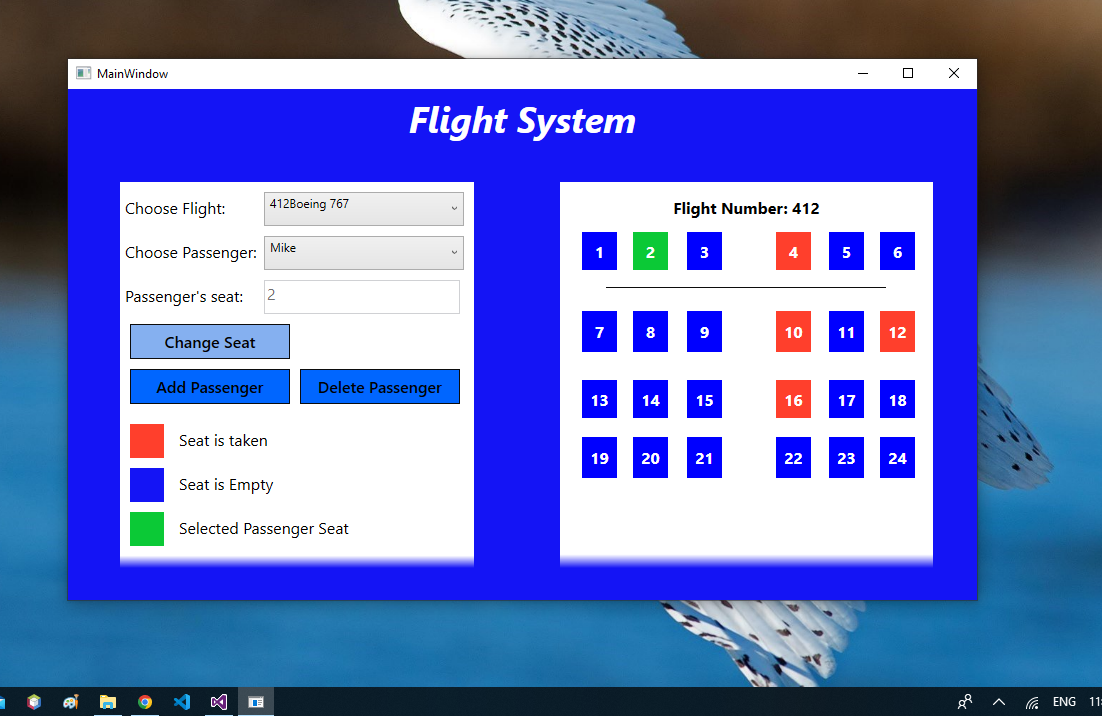 MainWindow
Flight System
Choose Flight:
412Boeing 767
Choose Passenger:
Mike
Passenger's seat:
2
Change Seat
Add Passenger
Delete Passenger
Seat is taken
Seat is Empty
Selected Passenger Seat
Flight Number: 412
1 2 3 4 5 6
7 8 9 10 11 12
13 14 15 16 17 18
19 20 21 22 23 24
ENG